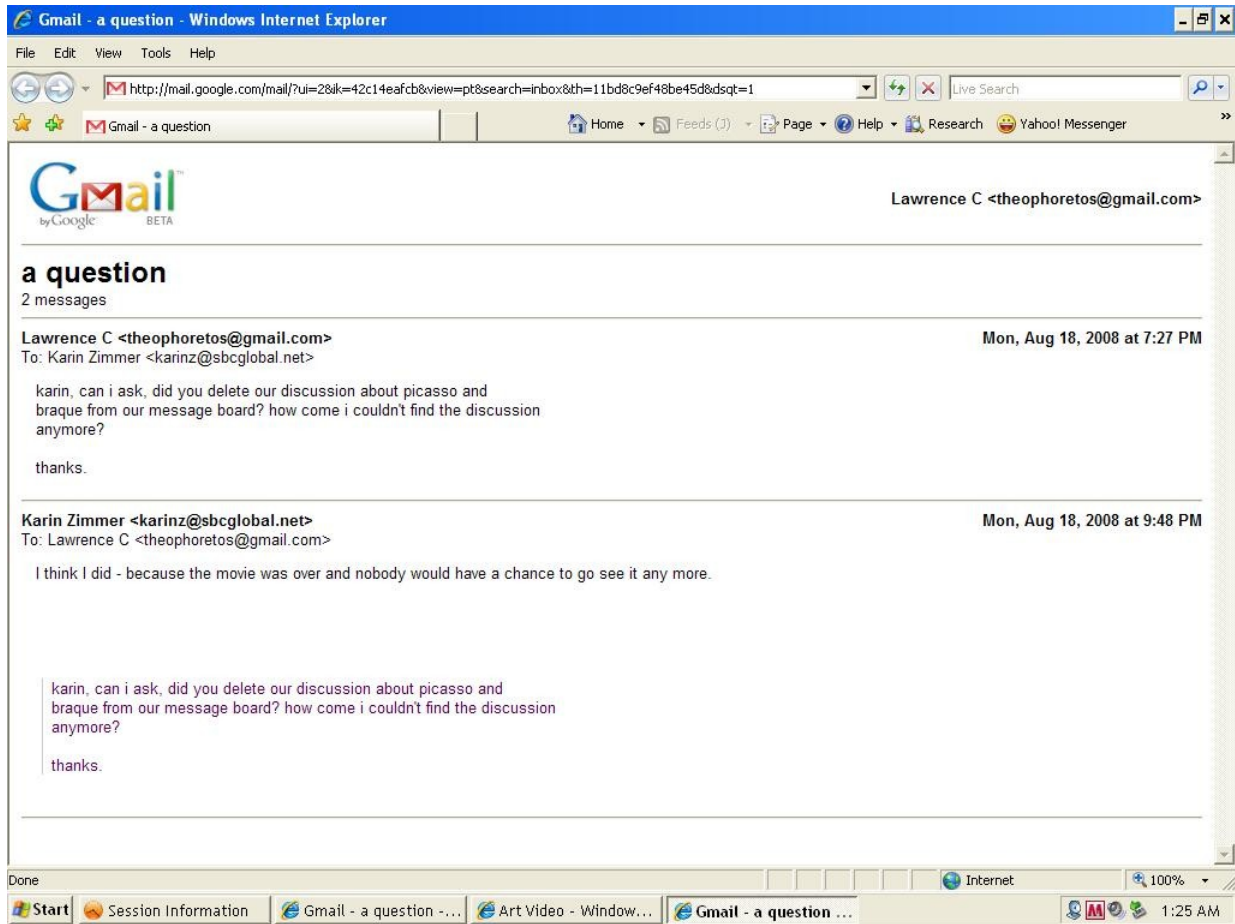 Gmail - a question - Windows Internet Explorer
File Edit View Tools Help
http://mail.google.com/mail/?ui=2&ik=42c14eafcb&view=pt&search=inbox&th=11bd8c9ef48be45d&dsqt=1 Live Search
Gmail - a question Home Feeds (J) Page Help Research Yahoo! Messenger »
Gmail™
by Google BETA
Lawrence C <theophoretos@gmail.com>
a question
2 messages
Lawrence C <theophoretos@gmail.com> Mon, Aug 18, 2008 at 7:27 PM
To: Karin Zimmer <karinz@sbcglobal.net>
karin, can i ask, did you delete our discussion about picasso and
braque from our message board? how come i couldn't find the discussion
anymore?
thanks.
Karin Zimmer <karinz@sbcglobal.net> Mon, Aug 18, 2008 at 9:48 PM
To: Lawrence C <theophoretos@gmail.com>
I think I did - because the movie was over and nobody would have a chance to go see it any more.
karin, can i ask, did you delete our discussion about picasso and
braque from our message board? how come i couldn't find the discussion
anymore?
thanks.
Done Internet 100%
Start Session Information Gmail - a question -... Art Video - Window... Gmail - a question ... 1:25 AM